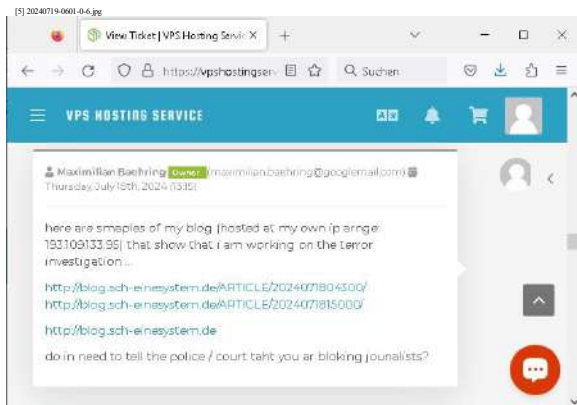 [5] 20240719-0601-0-6.jpg
View Ticket | VPS Hosting Servic X +
https://vpshostingserv Suchen
VPS HOSTING SERVICE
Maximilian Baehring Owner (maximilian.baehring@googlemail.com)
Thursday, July 18th, 2024 (13:15)
here are smaples of my blog (hosted at my own ip arnge
193.109.133.95) that show that i am working on the terror
investigation ...
http://blog.sch-einesystem.de/ARTICLE/2024071804300/
http://blog.sch-einesystem.de/ARTICLE/2024071815000/
http://blog.sch-einesystem.de
do in need to tell the police / court taht you ar bloking jounalists?